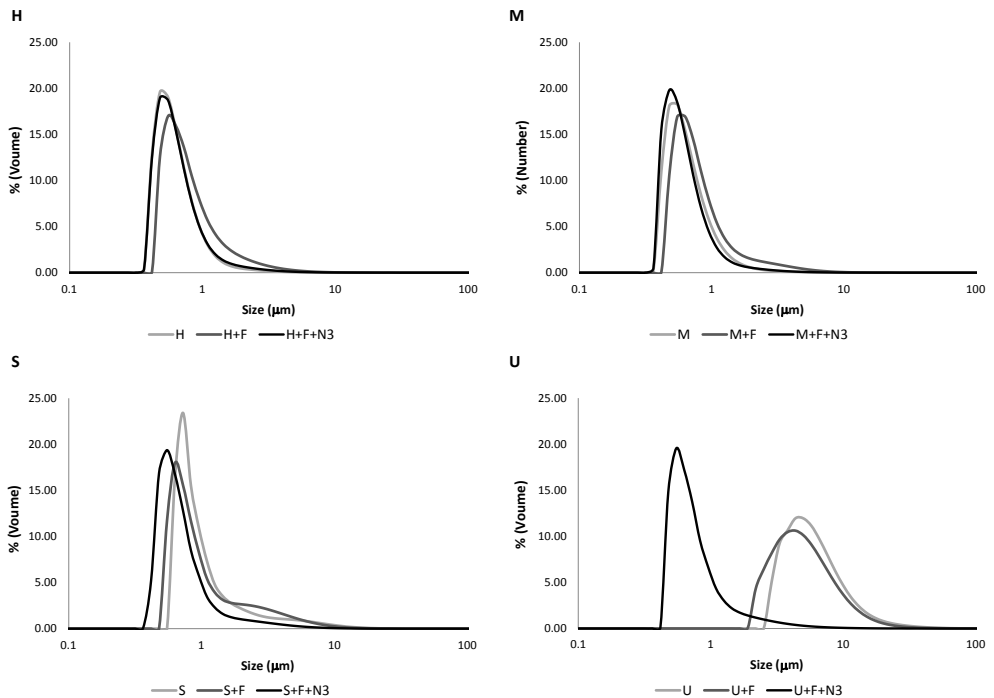 H
25.00
20.00
15.00
10.00
5.00
0.00
% (Voume)
0.1 1 10 100
Size (µm)
H H+F H+F+N3
M
25.00
20.00
15.00
10.00
5.00
0.00
% (Number)
0.1 1 10 100
Size (µm)
M M+F M+F+N3
S
25.00
20.00
15.00
10.00
5.00
0.00
% (Voume)
0.1 1 10 100
Size (µm)
S S+F S+F+N3
U
25.00
20.00
15.00
10.00
5.00
0.00
% (Voume)
0.1 1 10 100
Size (µm)
U U+F U+F+N3